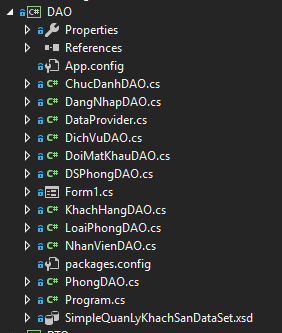 C# DAO
Properties
References
App.config
C# ChucDanhDAO.cs
C# DangNhapDAO.cs
C# DataProvider.cs
C# DichVuDAO.cs
C# DoiMatKhauDAO.cs
C# DSPhongDAO.cs
Form1.cs
C# KhachHangDAO.cs
C# LoaiPhongDAO.cs
C# NhanVienDAO.cs
packages.config
C# PhongDAO.cs
C# Program.cs
SimpleQuanLyKhachSanDataSet.xsd